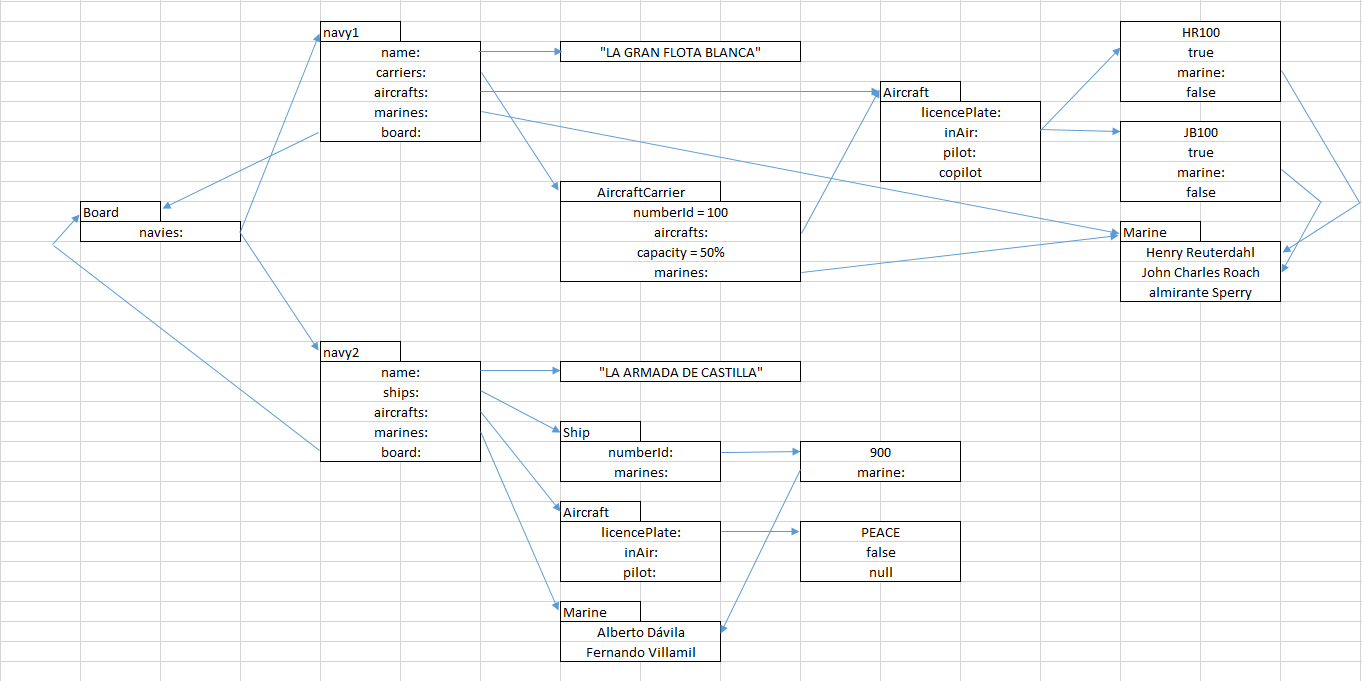 navy1
name:
carriers:
aircrafts:
marines:
board:
"LA GRAN FLOTA BLANCA"
Aircraft
licencePlate:
inAir:
pilot:
copilot
HR100
true
marine:
false
JB100
true
marine:
false
AircraftCarrier
numberId = 100
aircrafts:
capacity = 50%
marines:
Board
navies:
Marine
Henry Reuterdahl
John Charles Roach
almirante Sperry
navy2
name:
ships:
aircrafts:
marines:
board:
"LA ARMADA DE CASTILLA"
Ship
numberId:
marines:
900
marine:
Aircraft
licencePlate:
inAir:
pilot:
PEACE
false
null
Marine
Alberto Dávila
Fernando Villamil